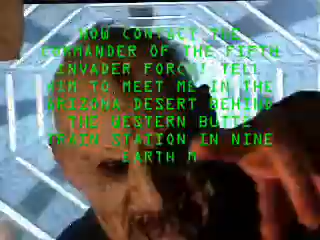 NOW CONTACT THE
COMMANDER OF THE FIFTH
INVADER FORCE! TELL
HIM TO MEET ME IN THE
ARIZONA DESERT BEHIND
THE WESTERN BUTTE
TRAIN STATION IN NINE
EARTH M